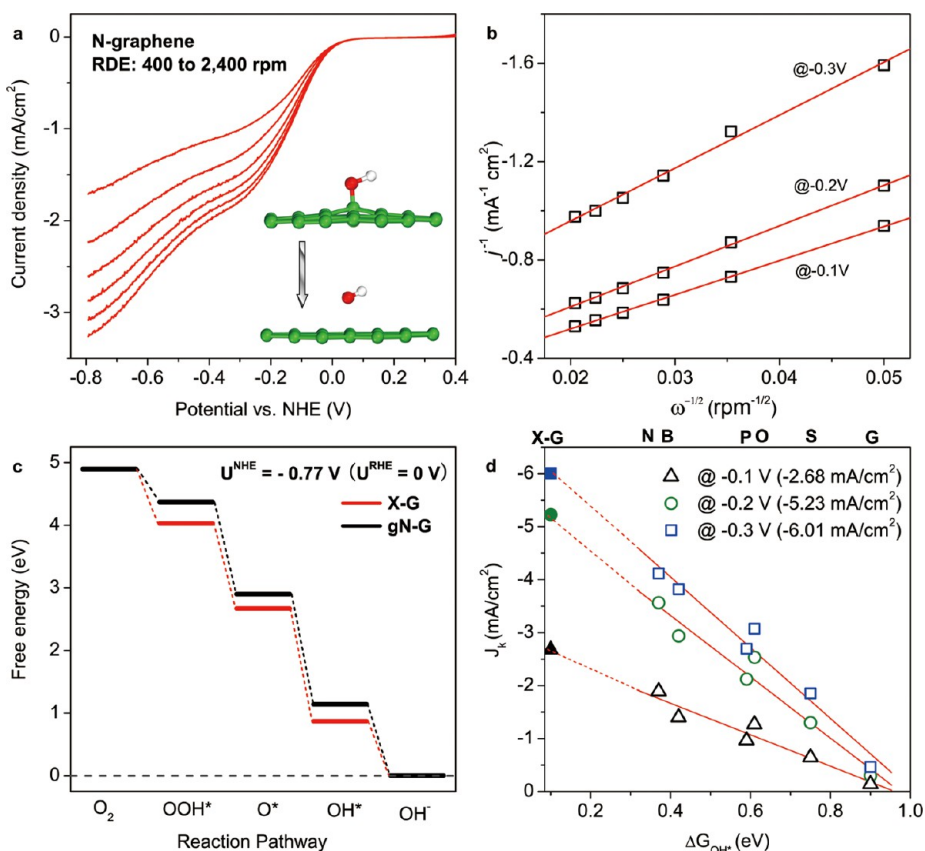 a
N-graphene
RDE: 400 to 2,400 rpm
Current density (mA/cm²)
0
-1
-2
-3
-0.8 -0.6 -0.4 -0.2 0.0 0.2 0.4
Potential vs. NHE (V)
b
j⁻¹ (mA⁻¹ cm²)
-1.6
-1.2
-0.8
-0.4
@-0.3V
@-0.2V
@-0.1V
0.02 0.03 0.04 0.05
ω⁻¹/² (rpm⁻¹/²)
c
Uᴺᴴᴱ = - 0.77 V (Uᴿᴴᴱ = 0 V)
X-G
gN-G
Free energy (eV)
5
4
3
2
1
0
O₂ OOH* O* OH* OH⁻
Reaction Pathway
X-G N B P O S G
d
@ -0.1 V (-2.68 mA/cm²)
@ -0.2 V (-5.23 mA/cm²)
@ -0.3 V (-6.01 mA/cm²)
Jₖ (mA/cm²)
-6
-5
-4
-3
-2
-1
0
0.2 0.4 0.6 0.8 1.0
ΔG_OH* (eV)